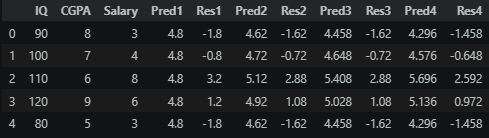 IQ CGPA Salary Pred1 Res1 Pred2 Res2 Pred3 Res3 Pred4 Res4
0 90 8 3 4.8 -1.8 4.62 -1.62 4.458 -1.62 4.296 -1.458
1 100 7 4 4.8 -0.8 4.72 -0.72 4.648 -0.72 4.576 -0.648
2 110 6 8 4.8 3.2 5.12 2.88 5.408 2.88 5.696 2.592
3 120 9 6 4.8 1.2 4.92 1.08 5.028 1.08 5.136 0.972
4 80 5 3 4.8 -1.8 4.62 -1.62 4.458 -1.62 4.296 -1.458